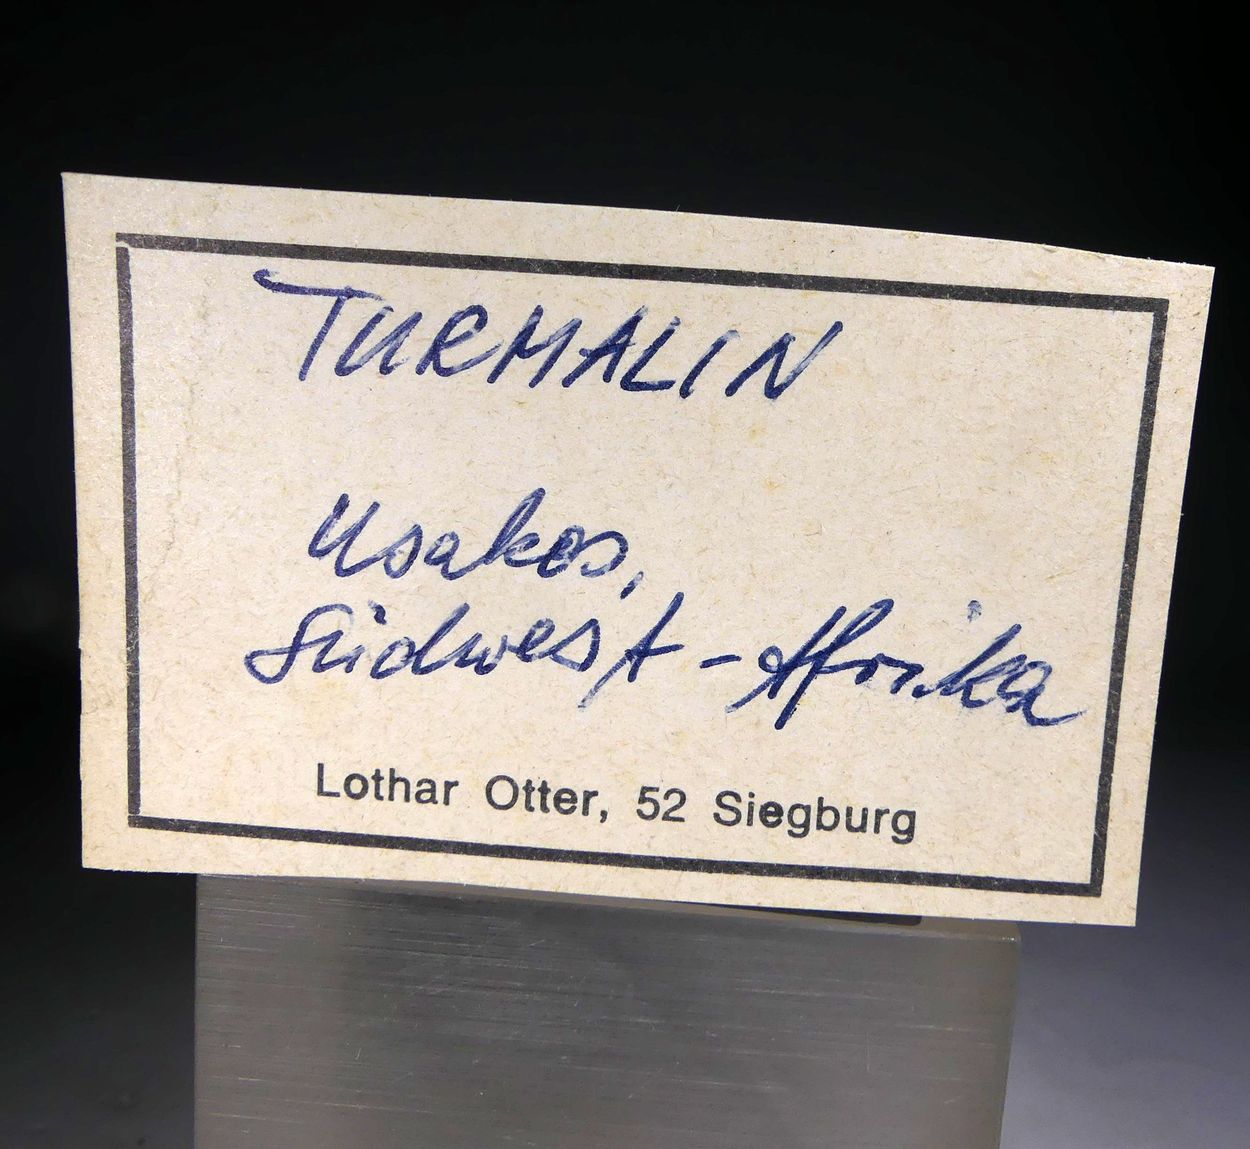 TURMALIN
Usakos,
Südwest-Afrika
Lothar Otter, 52 Siegburg